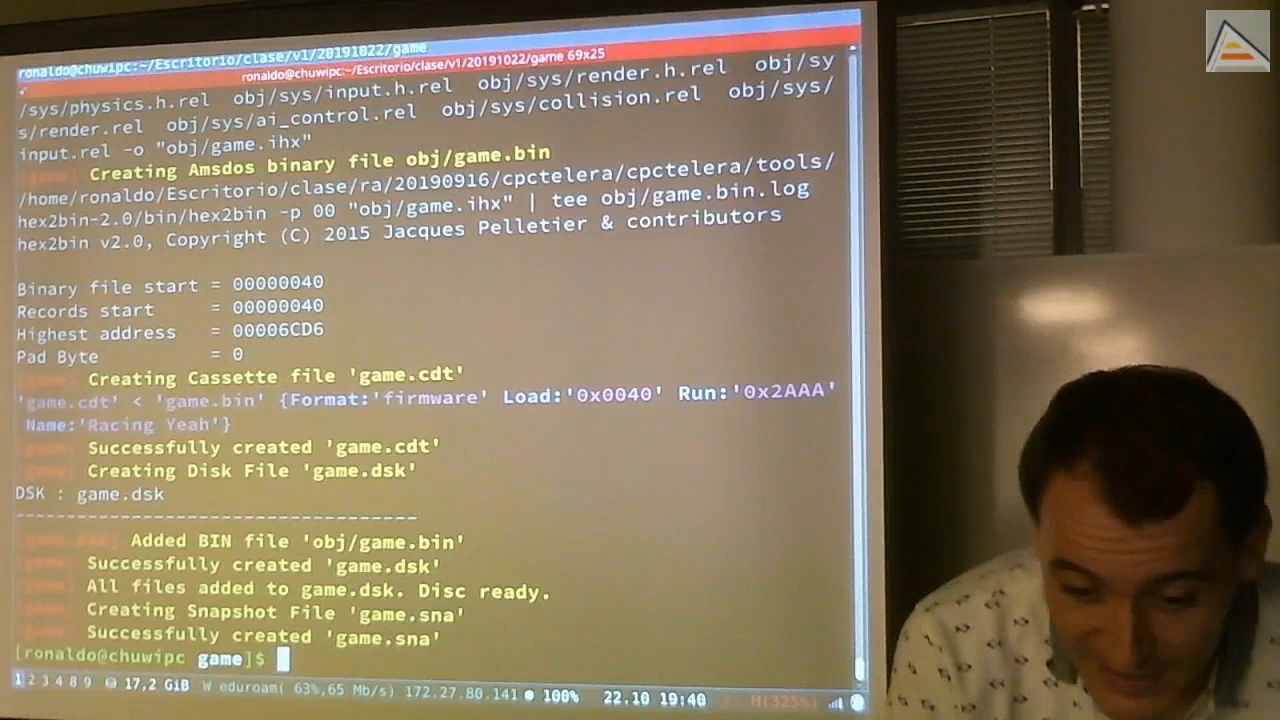 ronaldo@chuwipc:~/Escritorio/clase/v1/20191022/game
ronaldo@chuwipc:~/Escritorio/clase/v1/20191022/game 69x25
/sys/physics.h.rel obj/sys/input.h.rel obj/sys/render.h.rel obj/sy
s/render.rel obj/sys/ai_control.rel obj/sys/collision.rel obj/sys/
input.rel -o "obj/game.ihx"
Creating Amsdos binary file obj/game.bin
/home/ronaldo/Escritorio/clase/ra/20190916/cpctelera/cpctelera/tools/
hex2bin-2.0/bin/hex2bin -p 00 "obj/game.ihx" | tee obj/game.bin.log
hex2bin v2.0, Copyright (C) 2015 Jacques Pelletier & contributors
Binary file start = 00000040
Records start = 00000040
Highest address = 00006CD6
Pad Byte = 0
[game] Creating Cassette file 'game.cdt'
'game.cdt' < 'game.bin' {Format:'firmware' Load:'0x0040' Run:'0x2AAA'
Name:'Racing Yeah'}
[game] Successfully created 'game.cdt'
[game] Creating Disk File 'game.dsk'
DSK : game.dsk
-----------------------------------
Added BIN file 'obj/game.bin'
[game] Successfully created 'game.dsk'
[game] All files added to game.dsk. Disc ready.
[game] Creating Snapshot File 'game.sna'
[game] Successfully created 'game.sna'
[ronaldo@chuwipc game]$
1 2 3 4 8 9 17,2 GiB W eduroam( 63%,65 Mb/s) 172.27.80.141 100% 22.10 19:40 M(325%)